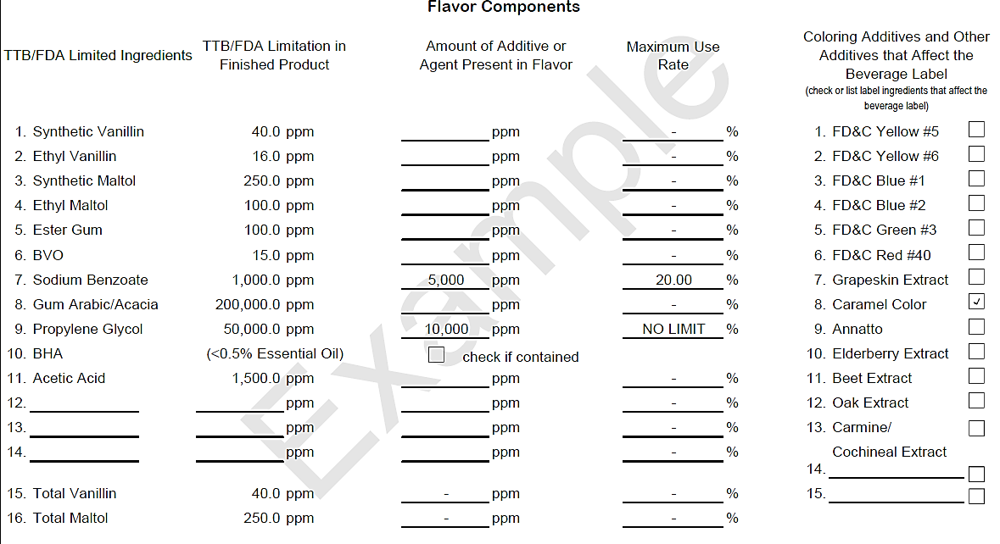 Flavor Components
TTB/FDA Limited Ingredients
TTB/FDA Limitation in
Finished Product
Amount of Additive or
Agent Present in Flavor
Maximum Use
Rate
Coloring Additives and Other
Additives that Affect the
Beverage Label
(check or list label ingredients that affect the
beverage label)
1. Synthetic Vanillin 40.0 ppm ppm - % 1. FD&C Yellow #5
2. Ethyl Vanillin 16.0 ppm ppm - % 2. FD&C Yellow #6
3. Synthetic Maltol 250.0 ppm ppm - % 3. FD&C Blue #1
4. Ethyl Maltol 100.0 ppm ppm - % 4. FD&C Blue #2
5. Ester Gum 100.0 ppm ppm - % 5. FD&C Green #3
6. BVO 15.0 ppm ppm - % 6. FD&C Red #40
7. Sodium Benzoate 1,000.0 ppm 5,000 ppm 20.00 % 7. Grapeskin Extract
8. Gum Arabic/Acacia 200,000.0 ppm ppm - % 8. Caramel Color ✓
9. Propylene Glycol 50,000.0 ppm 10,000 ppm NO LIMIT % 9. Annatto
10. BHA (<0.5% Essential Oil) check if contained 10. Elderberry Extract
11. Acetic Acid 1,500.0 ppm ppm - % 11. Beet Extract
12. ppm ppm - % 12. Oak Extract
13. ppm ppm - % 13. Carmine/
14. ppm ppm - % Cochineal Extract
14.
15. Total Vanillin 40.0 ppm - ppm - % 15.
16. Total Maltol 250.0 ppm - ppm - %
Example